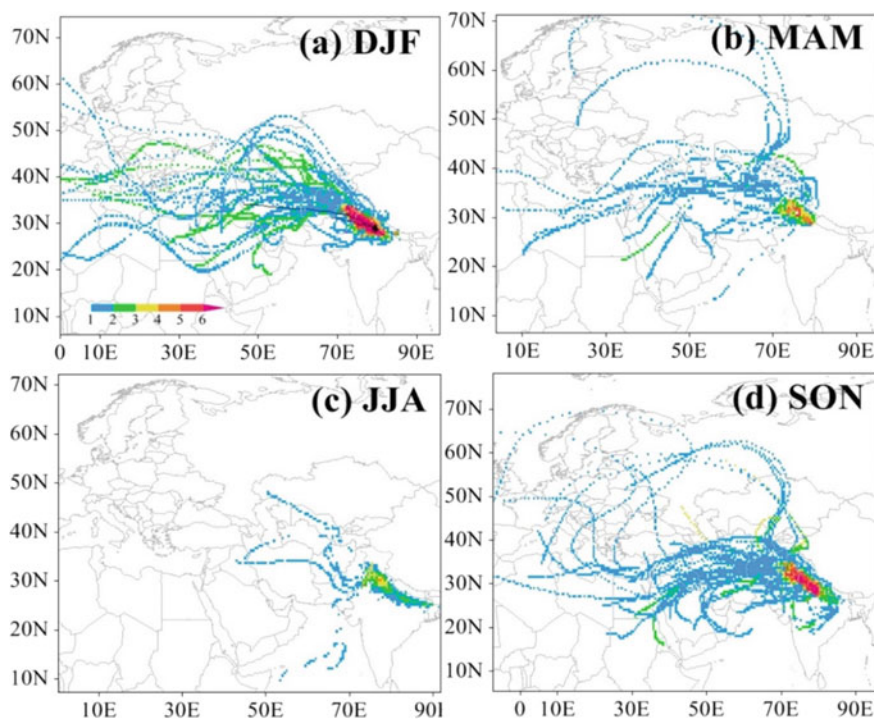 70N
60N
50N
40N
30N
20N
10N
(a) DJF
1 2 3 4 5 6
0 10E 30E 50E 70E 90E
70N
60N
50N
40N
30N
20N
10N
(b) MAM
10E 30E 50E 70E 90E
70N
60N
50N
40N
30N
20N
10N
(c) JJA
10E 30E 50E 70E 90I
70N
60N
50N
40N
30N
20N
10N
(d) SON
0 10E 30E 50E 70E 90E